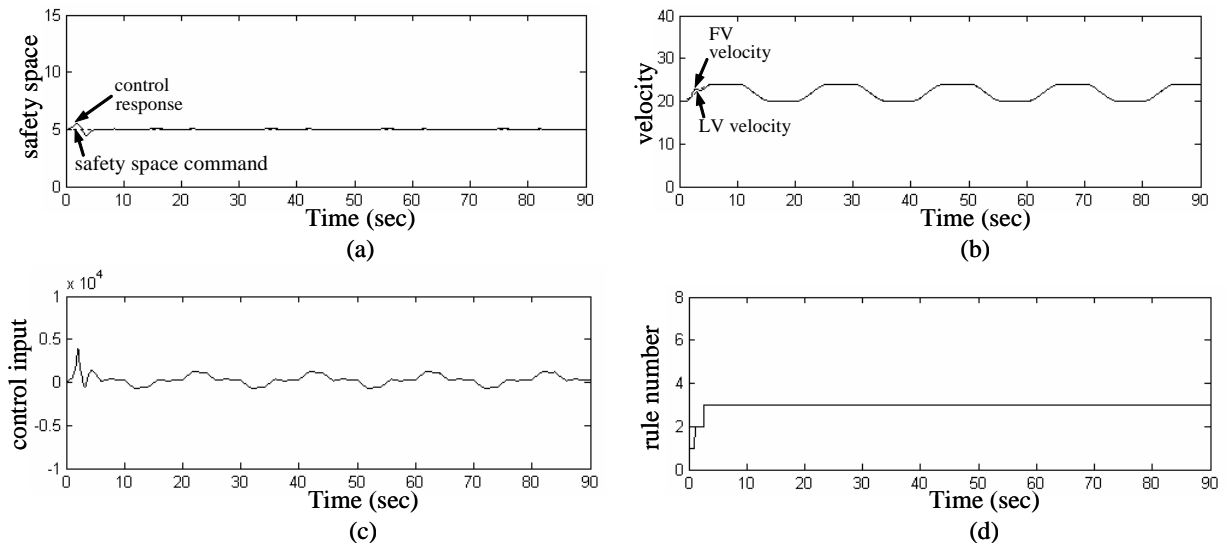 15
10
5
0
safety space
control
response
safety space command
0 10 20 30 40 50 60 70 80 90
Time (sec)
(a)
40
30
20
10
0
velocity
FV
velocity
LV velocity
0 10 20 30 40 50 60 70 80 90
Time (sec)
(b)
x 10^4
1
0.5
0
-0.5
-1
control input
0 10 20 30 40 50 60 70 80 90
Time (sec)
(c)
8
6
4
2
0
rule number
0 10 20 30 40 50 60 70 80 90
Time (sec)
(d)